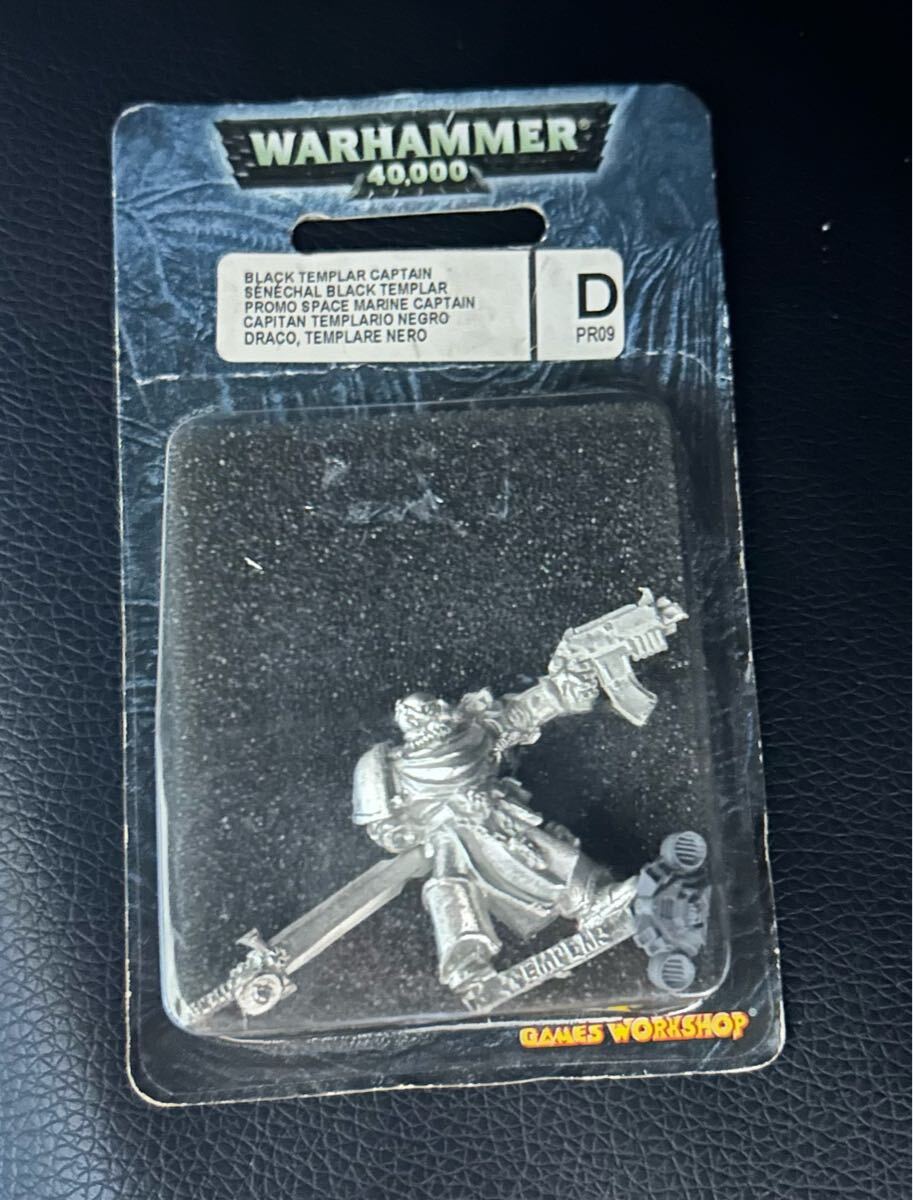 WARHAMMER®
40,000
BLACK TEMPLAR CAPTAIN
SÉNÉCHAL BLACK TEMPLAR
PROMO SPACE MARINE CAPTAIN
CAPITAN TEMPLARIO NEGRO
DRACO, TEMPLARE NERO
D
PR09
TEMPLAR
GAMES WORKSHOP®